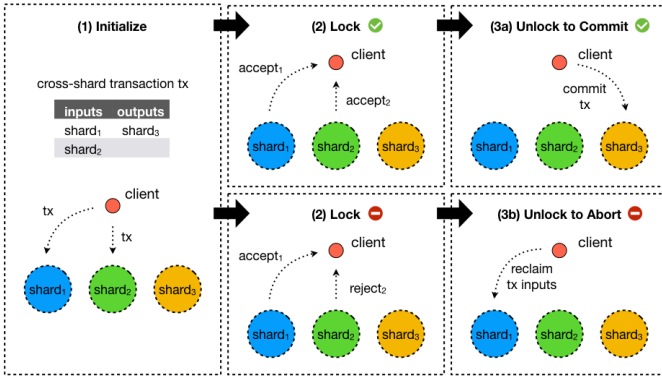 (1) Initialize
cross-shard transaction tx
inputs outputs
shard₁ shard₃
shard₂
client
tx
tx
shard₁ shard₂ shard₃
(2) Lock
client
accept₁
accept₂
shard₁ shard₂ shard₃
(3a) Unlock to Commit
client
commit
tx
shard₁ shard₂ shard₃
(2) Lock
client
accept₁
reject₂
shard₁ shard₂ shard₃
(3b) Unlock to Abort
client
reclaim
tx inputs
shard₁ shard₂ shard₃